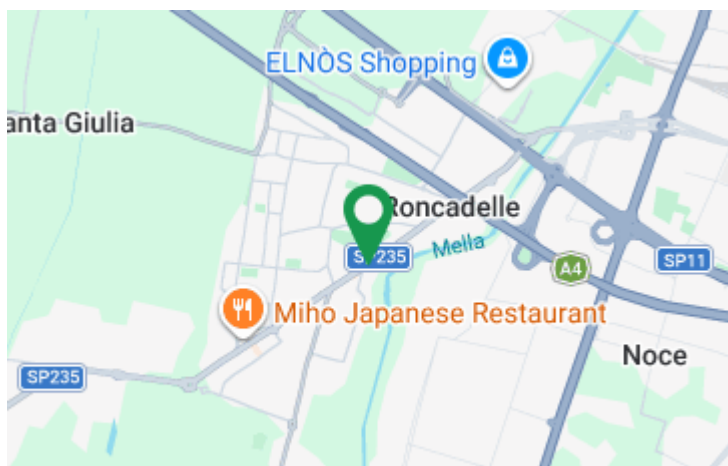 ELNÒS Shopping
anta Giulia
Roncadelle
SP235
Mella
A4
SP11
Miho Japanese Restaurant
Noce
SP235